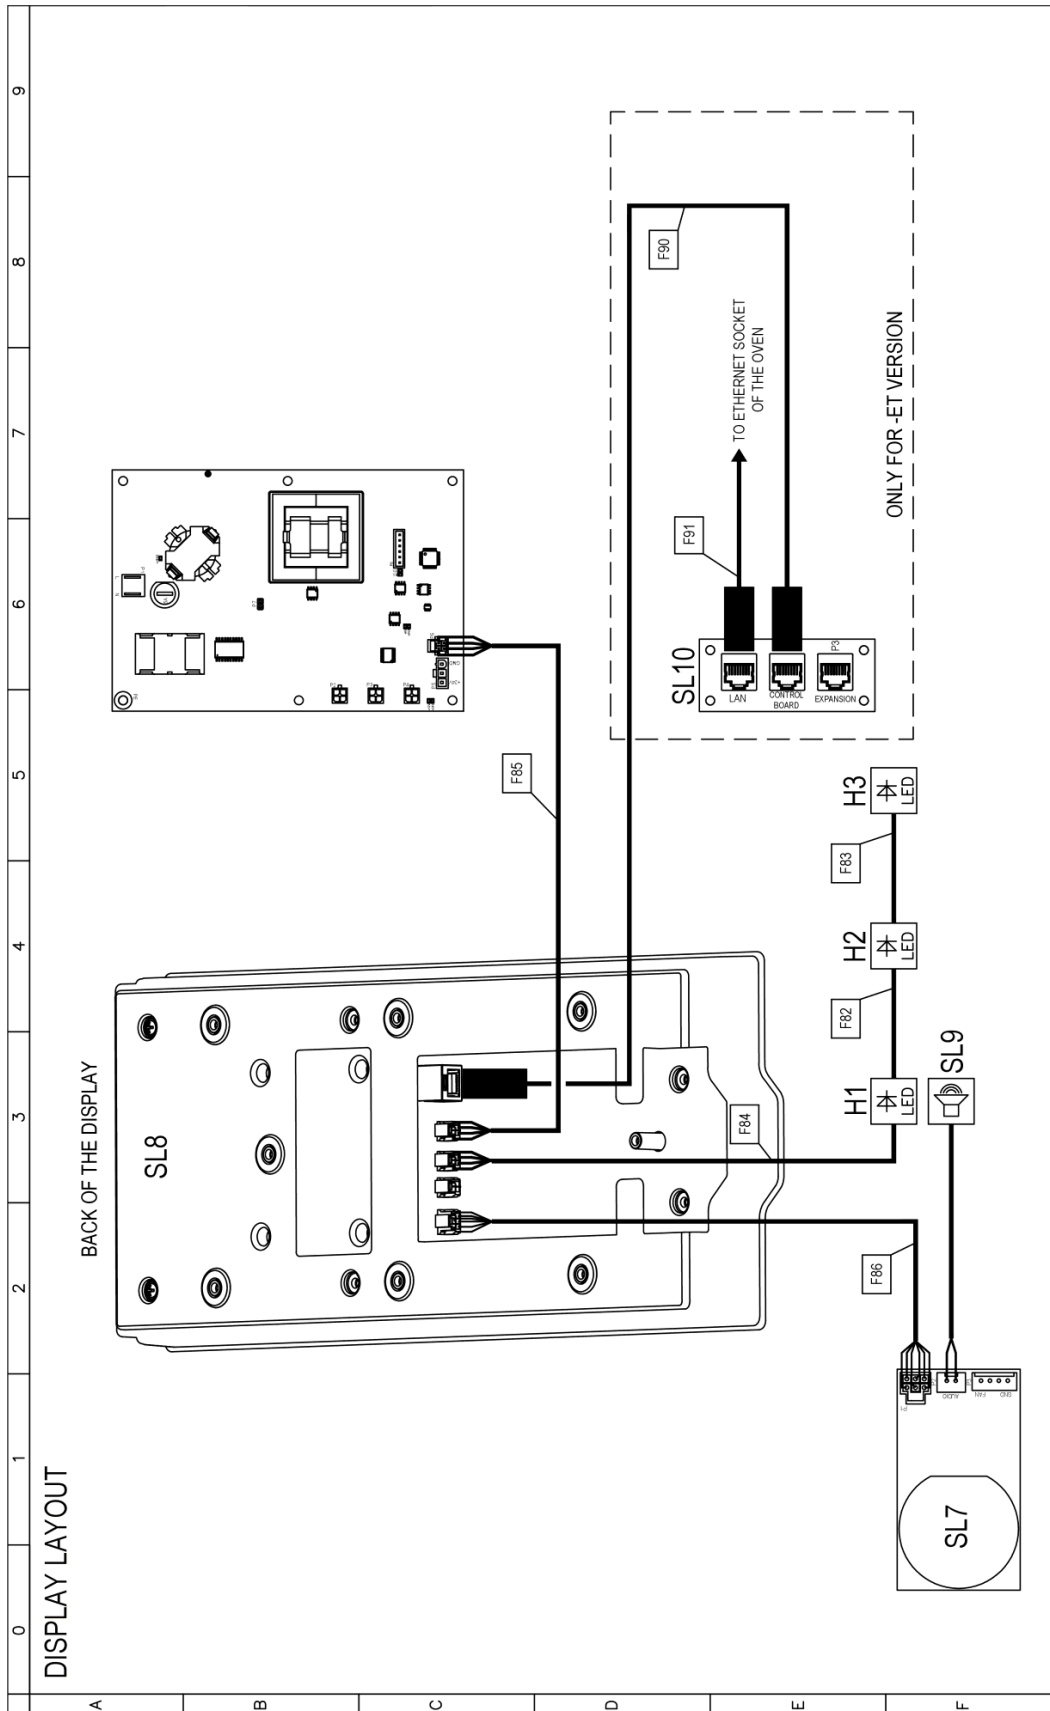 DISPLAY LAYOUT
0
1
2
3
4
5
6
7
8
9
A
B
C
D
E
F
BACK OF THE DISPLAY
SL8
F85
F90
F91
TO ETHERNET SOCKET
OF THE OVEN
SL10
LAN
CONTROL
BOARD
EXPANSION
P3
ONLY FOR -ET VERSION
H1
LED
F82
H2
LED
F83
H3
LED
F84
SL9
F86
SL7
P1
AUDIO
FAN
GND
L
N
GND